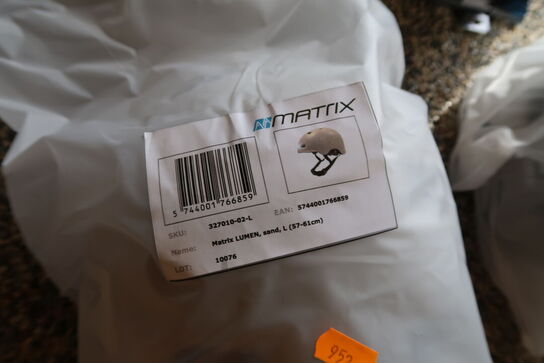 MATRIX
5 744001 766859
SKU: 327010-02-L EAN: 5744001766859
Name: Matrix LUMEN, sand, L (57-61cm)
LOT: 10076
952